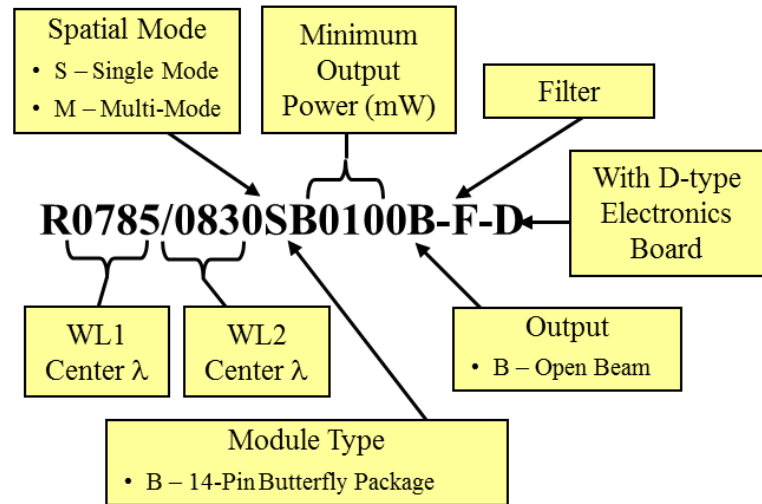 Spatial Mode
• S – Single Mode
• M – Multi-Mode
Minimum
Output
Power (mW)
Filter
With D-type
Electronics
Board
R0785/0830SB0100B-F-D
WL1
Center λ
WL2
Center λ
Output
• B – Open Beam
Module Type
• B – 14-Pin Butterfly Package